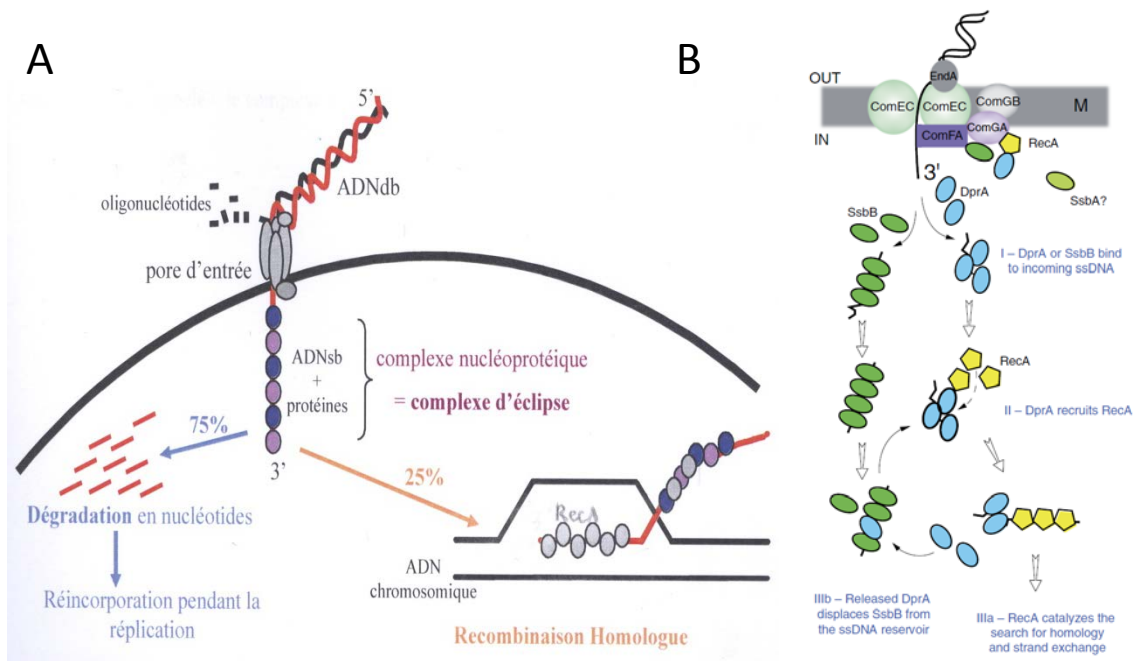 A
5'
ADNdb
oligonucléotides
pore d'entrée
ADNsb
+
protéines
complexe nucléoprotéique
= complexe d'éclipse
75%
3'
25%
Dégradation en nucléotides
Réincorporation pendant la
réplication
RecA
ADN
chromosomique
Recombinaison Homologue
B
OUT
IN
M
EndA
ComEC
ComEC
ComGB
ComGA
ComFA
RecA
3'
DprA
SsbA?
SsbB
I – DprA or SsbB bind
to incoming ssDNA
RecA
II – DprA recruits RecA
IIIb – Released DprA
displaces SsbB from
the ssDNA reservoir
IIIa – RecA catalyzes the
search for homology
and strand exchange